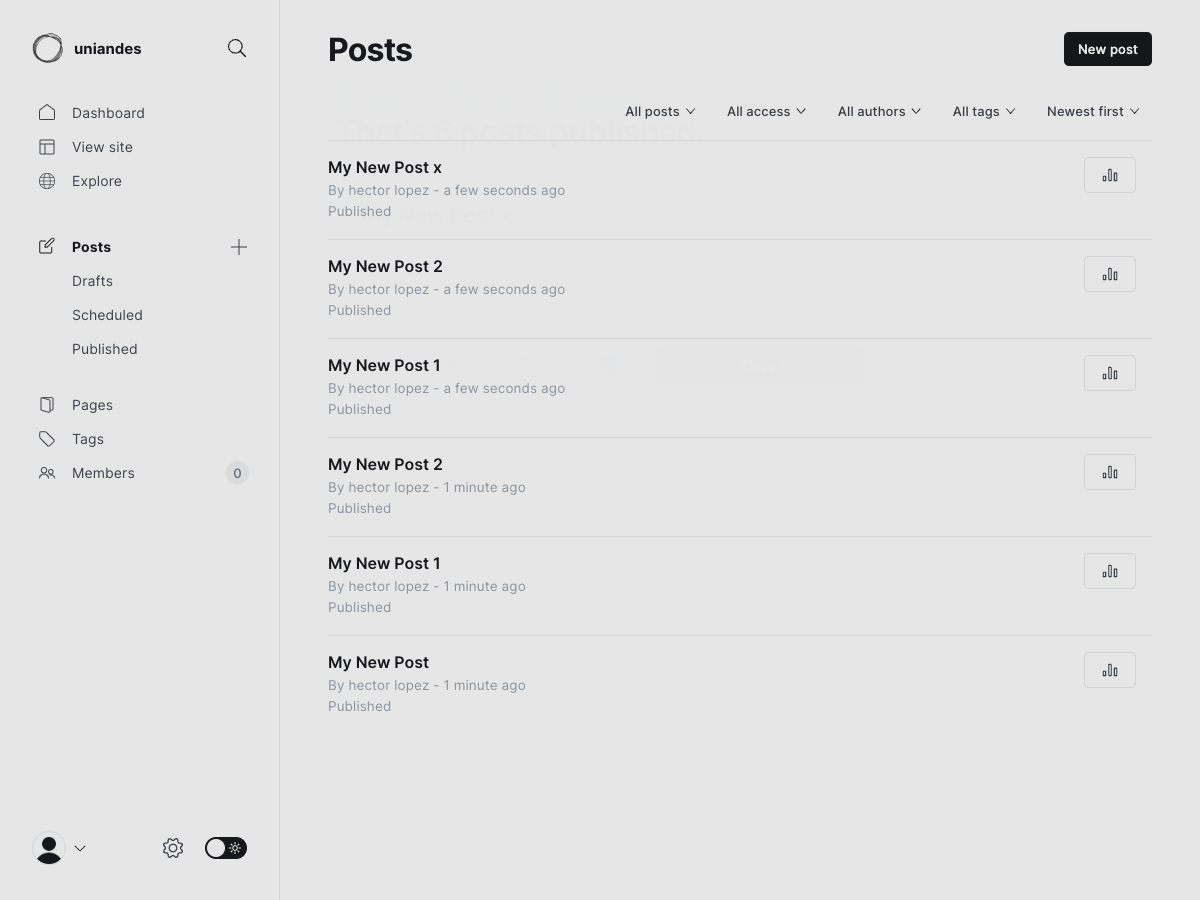 uniandes
Dashboard
View site
Explore
Posts
Drafts
Scheduled
Published
Pages
Tags
Members 0
Posts
New post
All posts All access All authors All tags Newest first
That's 6 posts published
My New Post x
By hector lopez - a few seconds ago
Published
My New Post 2
By hector lopez - a few seconds ago
Published
My New Post 1
By hector lopez - a few seconds ago
Published
My New Post 2
By hector lopez - 1 minute ago
Published
My New Post 1
By hector lopez - 1 minute ago
Published
My New Post
By hector lopez - 1 minute ago
Published